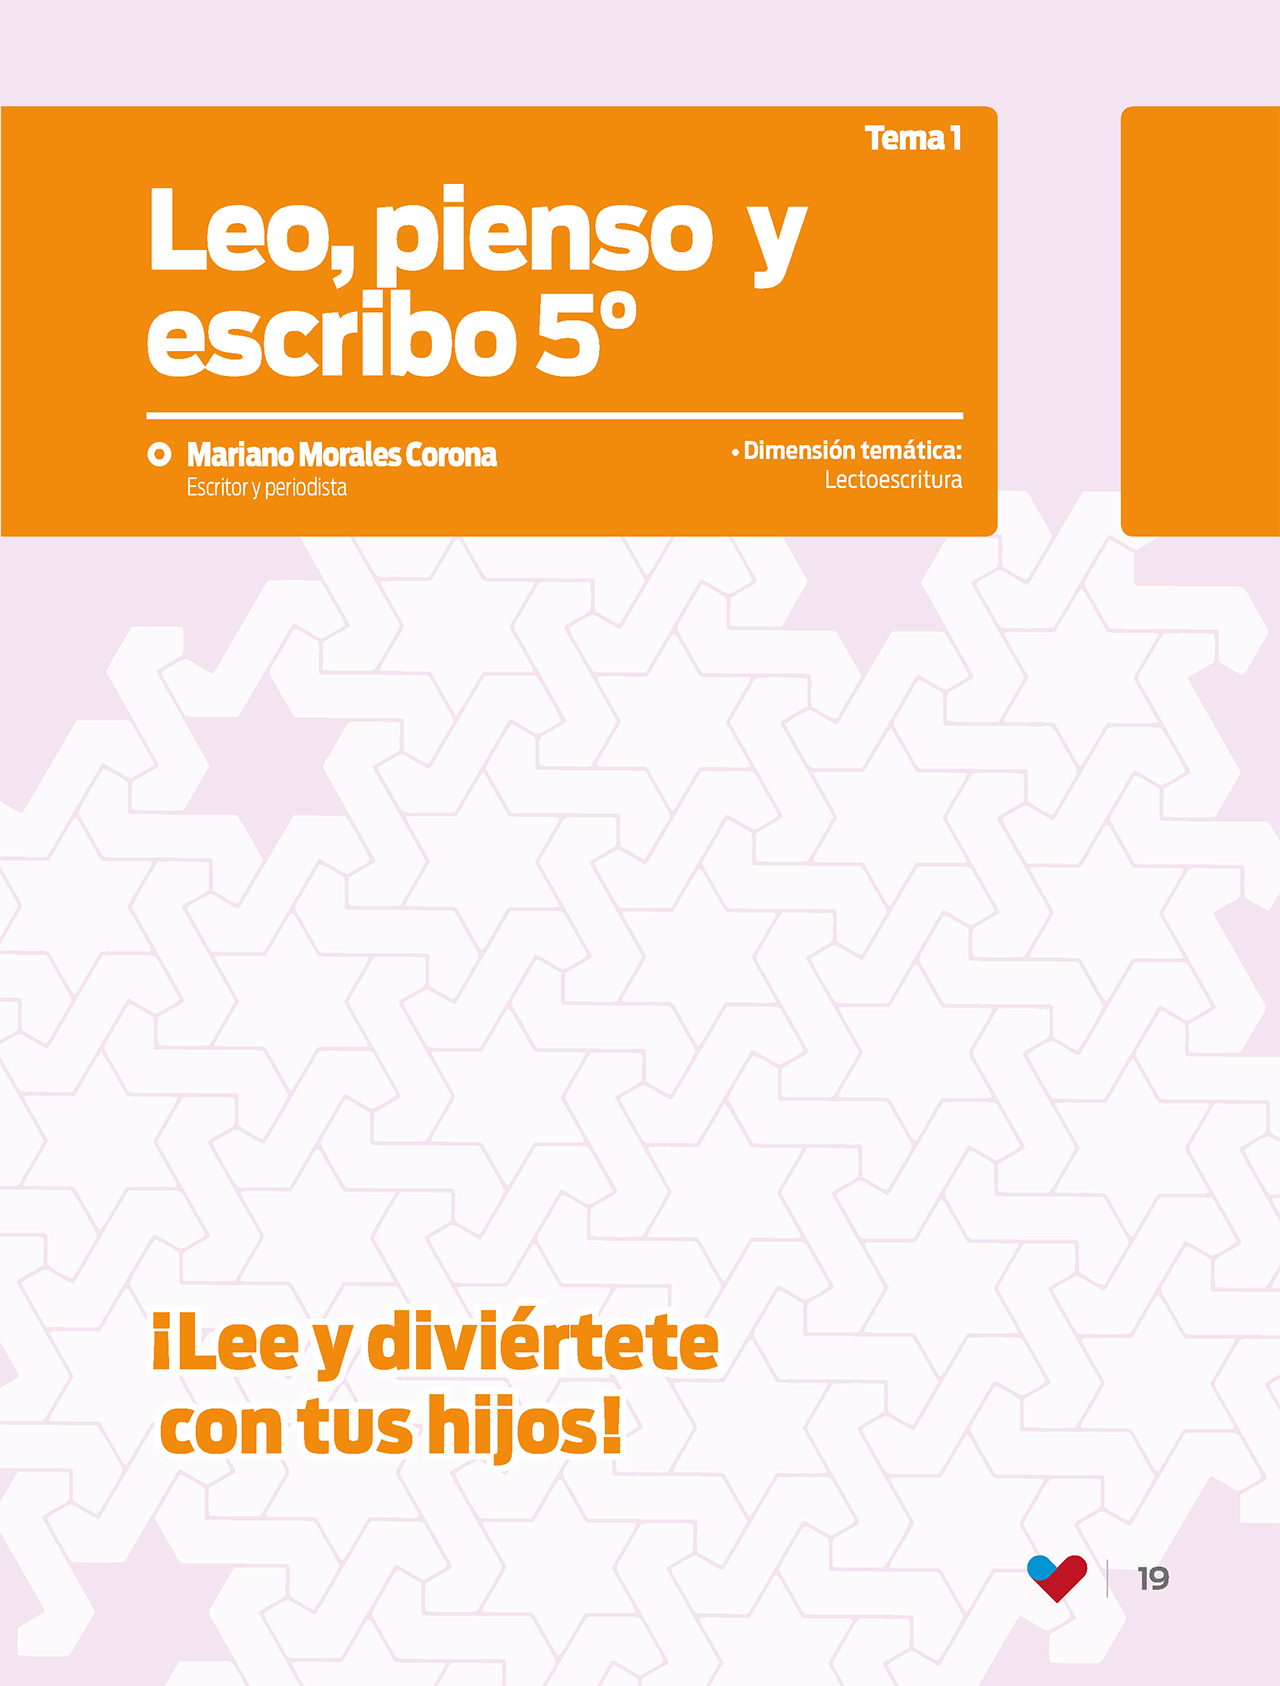 Tema 1
Leo, pienso y
escribo 5º
Mariano Morales Corona
Escritor y periodista
• Dimensión temática:
Lectoescritura
¡Lee y diviértete
con tus hijos!
19